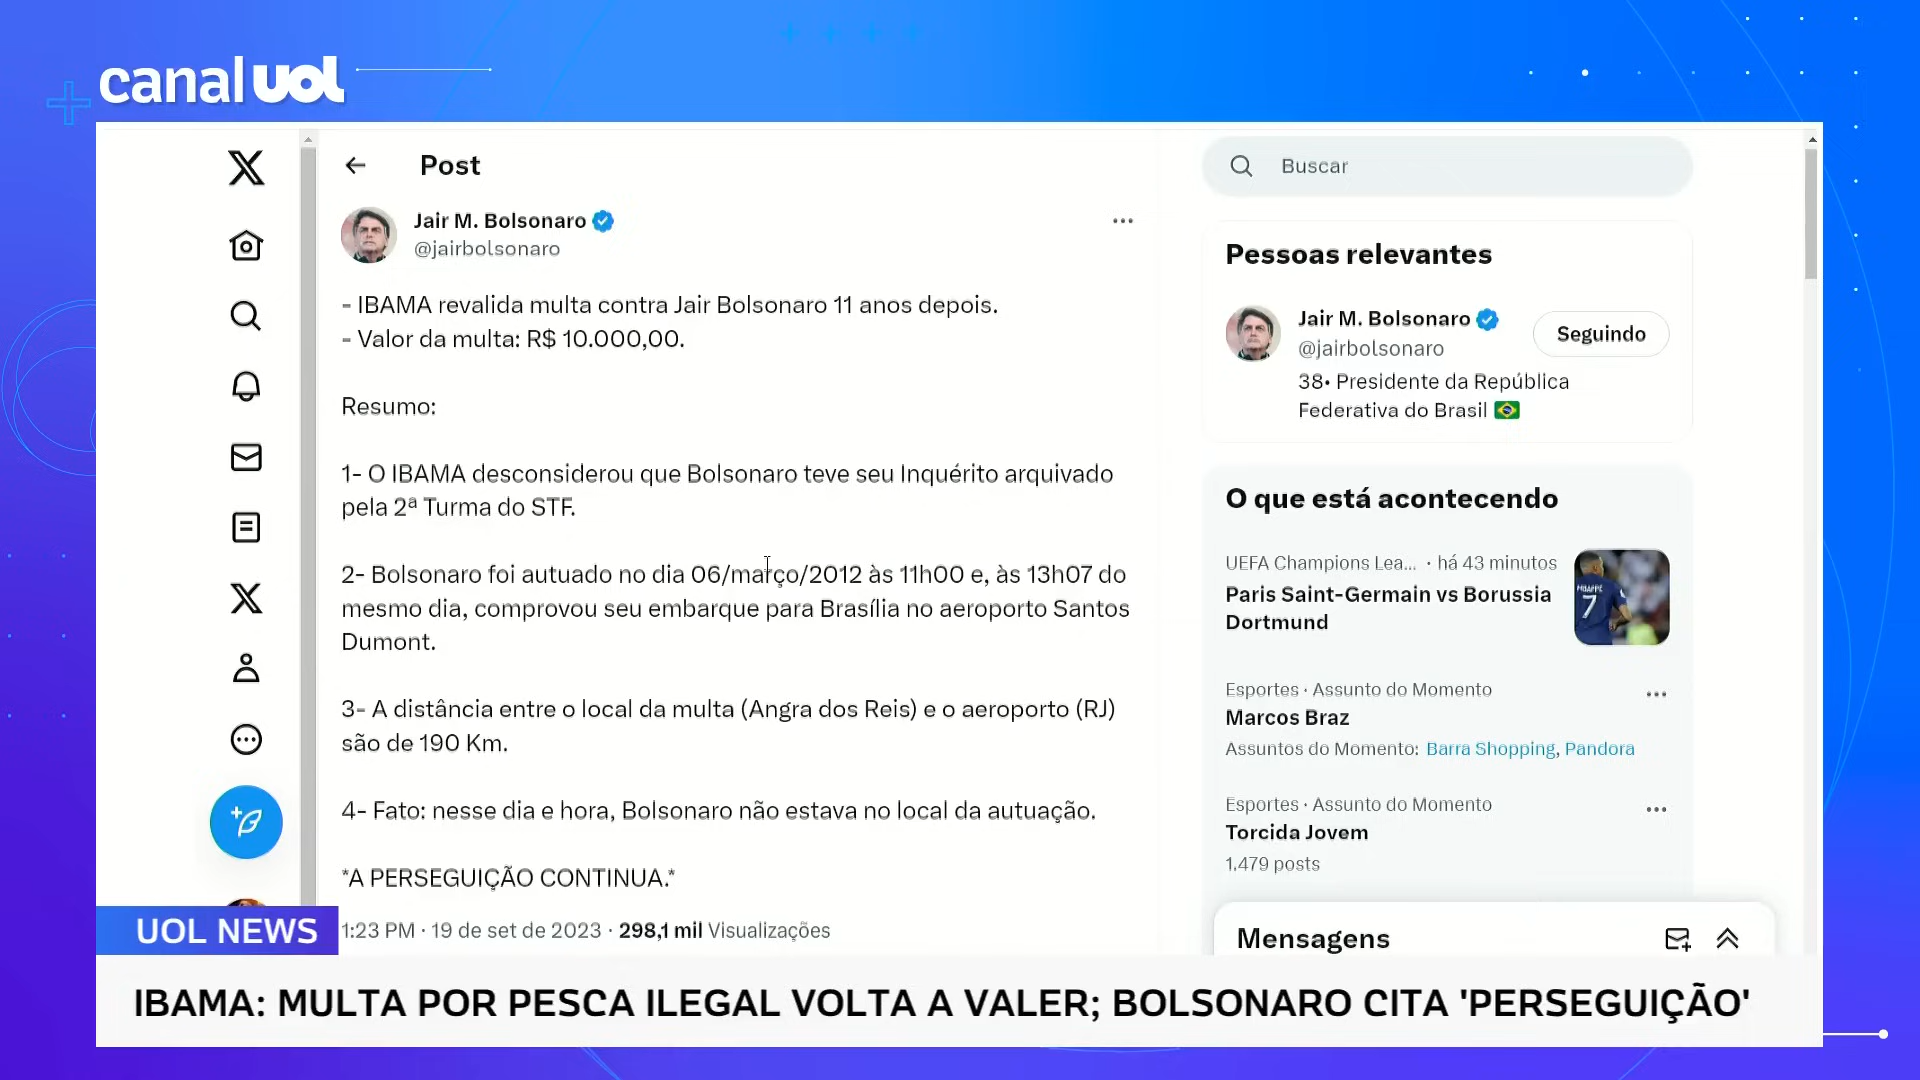 canal uol
Post
Jair M. Bolsonaro
@jairbolsonaro
- IBAMA revalida multa contra Jair Bolsonaro 11 anos depois.
- Valor da multa: R$ 10.000,00.
Resumo:
1- O IBAMA desconsiderou que Bolsonaro teve seu Inquérito arquivado
pela 2ª Turma do STF.
2- Bolsonaro foi autuado no dia 06/março/2012 às 11h00 e, às 13h07 do
mesmo dia, comprovou seu embarque para Brasília no aeroporto Santos
Dumont.
3- A distância entre o local da multa (Angra dos Reis) e o aeroporto (RJ)
são de 190 Km.
4- Fato: nesse dia e hora, Bolsonaro não estava no local da autuação.
*A PERSEGUIÇÃO CONTINUA.*
1:23 PM · 19 de set de 2023 · 298,1 mil Visualizações
Buscar
Pessoas relevantes
Jair M. Bolsonaro
@jairbolsonaro
Seguindo
38• Presidente da República
Federativa do Brasil
O que está acontecendo
UEFA Champions Lea... · há 43 minutos
Paris Saint-Germain vs Borussia
Dortmund
MBAPPE
7
Esportes · Assunto do Momento
Marcos Braz
Assuntos do Momento: Barra Shopping, Pandora
Esportes · Assunto do Momento
Torcida Jovem
1.479 posts
Mensagens
UOL NEWS
IBAMA: MULTA POR PESCA ILEGAL VOLTA A VALER; BOLSONARO CITA 'PERSEGUIÇÃO'